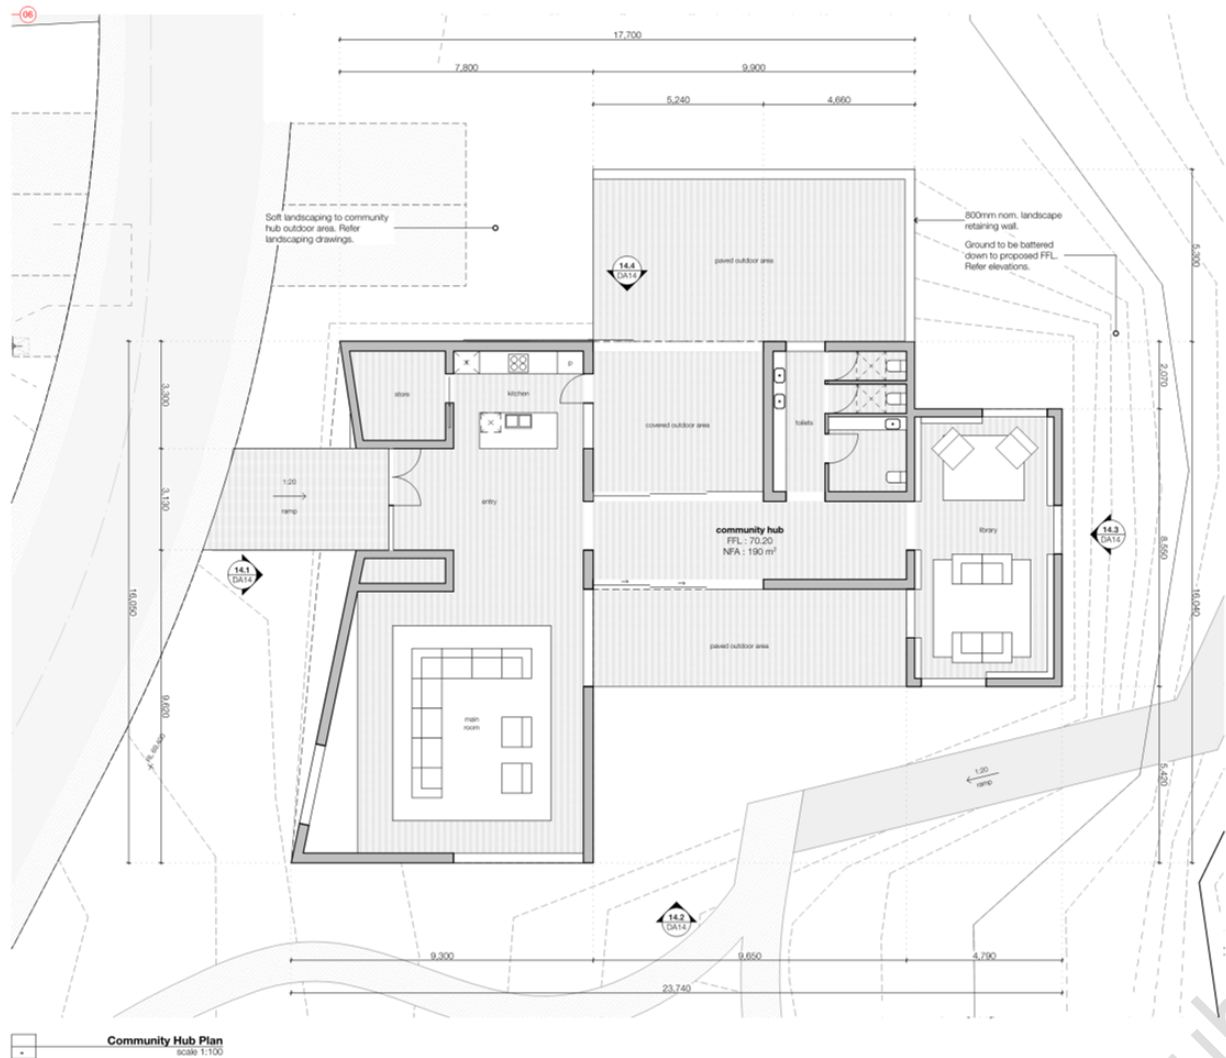 06
17,700
7,800
9,900
5,240
4,660
Soft landscaping to community
hub outdoor area. Refer
landscaping drawings.
800mm nom. landscape
retaining wall.
Ground to be battered
down to proposed FFL.
Refer elevations.
5,300
14.4
DA14
paved outdoor area
3,300
2,070
store
kitchen
p
covered outdoor area
toilets
1:20
ramp
entry
3,130
community hub
FFL : 70.20
NFA : 190 m²
library
14.3
DA14
8,550
14.1
DA14
16,050
16,040
paved outdoor area
9,620
main
room
1:20
ramp
5,420
14.2
DA14
9,300
9,650
4,790
23,740
Community Hub Plan
scale 1:100